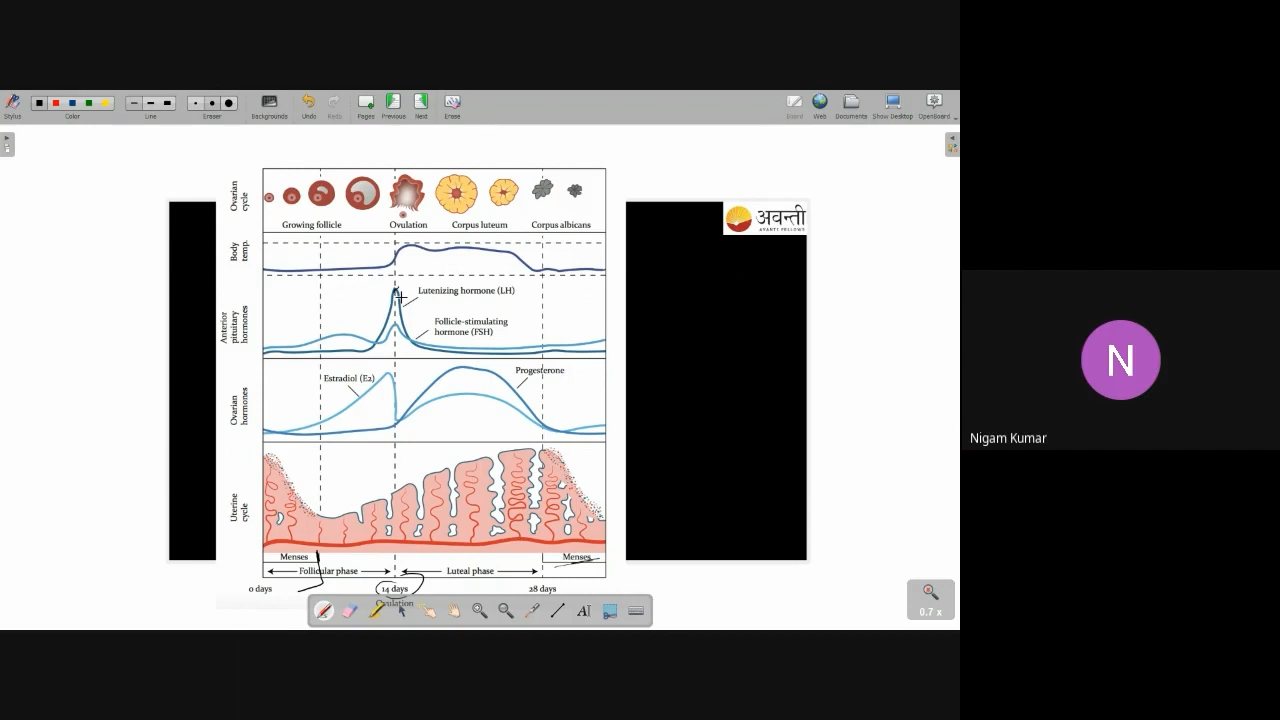 Stylus
Color
Line
Eraser
Backgrounds
Undo
Redo
Pages
Previous
Next
Erase
Board
Web
Documents
Show Desktop
OpenBoard
Ovarian
cycle
Growing follicle
Ovulation
Corpus luteum
Corpus albicans
अवन्ती
AVANTI FELLOWS
Body
temp.
Anterior
pituitary
hormones
Lutenizing hormone (LH)
Follicle-stimulating
hormone (FSH)
Ovarian
hormones
Estradiol (E2)
Progesterone
Uterine
cycle
Menses
Menses
Follicular phase
Luteal phase
0 days
14 days
28 days
Ovulation
AI
0.7 x
N
Nigam Kumar